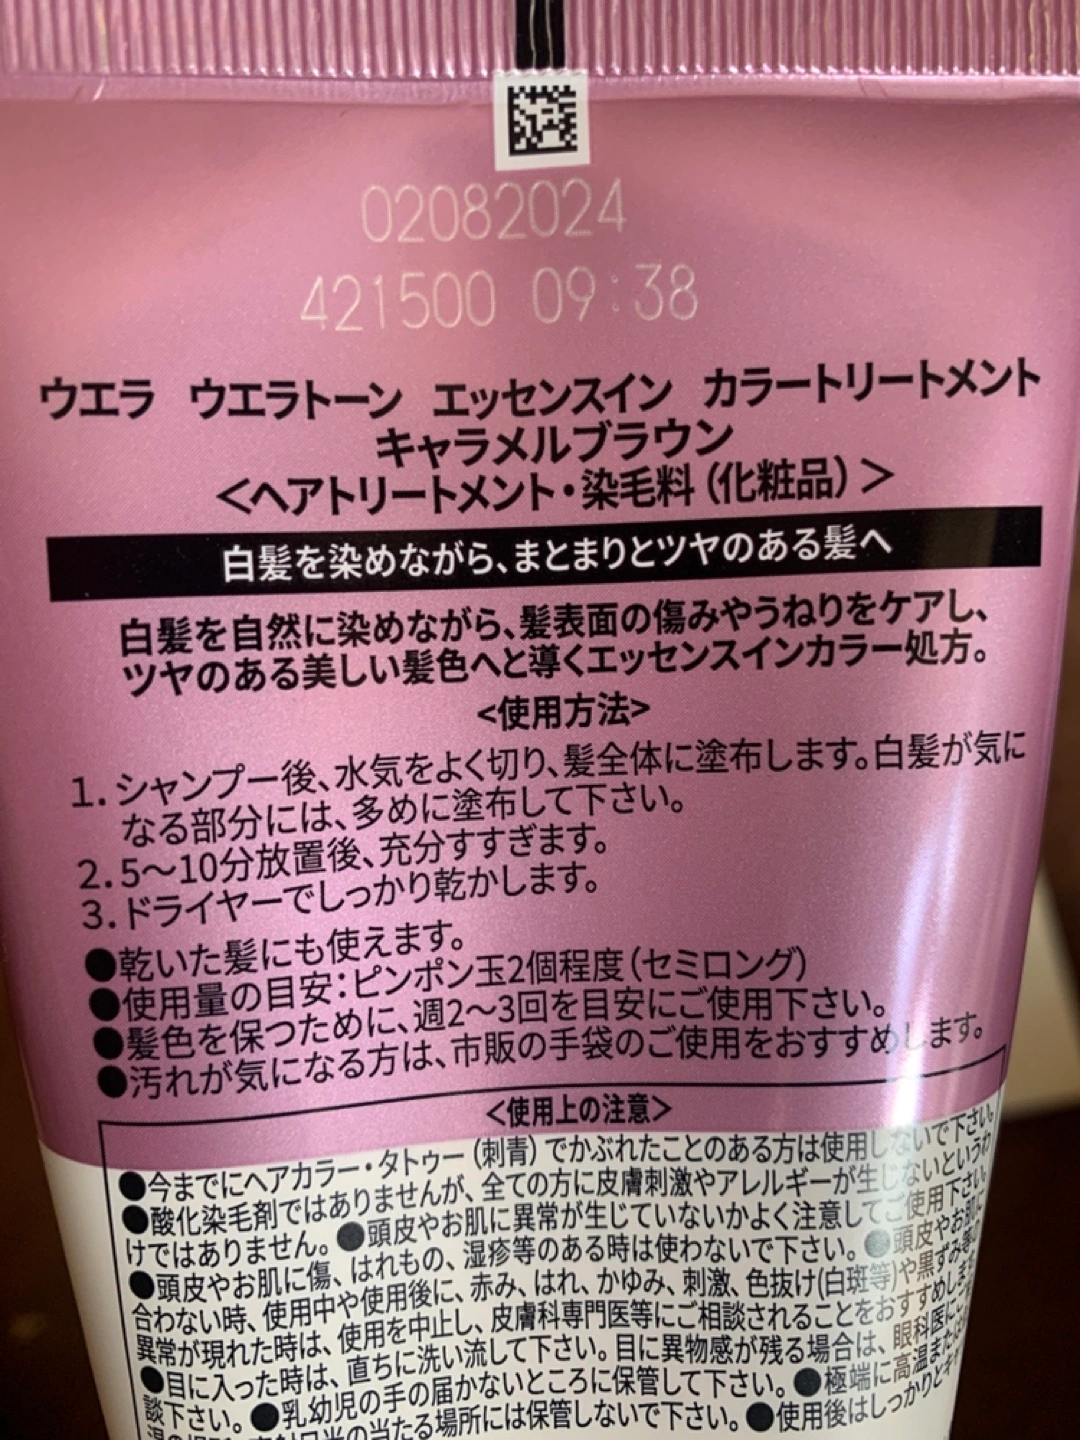 02082024
421500 09:38
ウエラ ウエラトーン エッセンスイン カラートリートメント
キャラメルブラウン
＜ヘアトリートメント・染毛料（化粧品）＞
白髪を染めながら、まとまりとツヤのある髪へ
白髪を自然に染めながら、髪表面の傷みやうねりをケアし、
ツヤのある美しい髪色へと導くエッセンスインカラー処方。
<使用方法>
1. シャンプー後、水気をよく切り、髪全体に塗布します。白髪が気に
なる部分には、多めに塗布して下さい。
2. 5～10分放置後、充分すすぎます。
3. ドライヤーでしっかり乾かします。
●乾いた髪にも使えます。
●使用量の目安：ピンポン玉2個程度（セミロング）
●髪色を保つために、週2～3回を目安にご使用下さい。
●汚れが気になる方は、市販の手袋のご使用をおすすめします。
<使用上の注意>
●今までにヘアカラー・タトゥー（刺青）でかぶれたことのある方は使用しないで下さい。
●酸化染毛剤ではありませんが、全ての方に皮膚刺激やアレルギーが生じないというわ
けではありません。●頭皮やお肌に異常が生じていないかよく注意してご使用下さい。
●頭皮やお肌に傷、はれもの、湿疹等のある時は使わないで下さい。●頭皮やお肌に
合わない時、使用中や使用後に、赤み、はれ、かゆみ、刺激、色抜け(白斑等)や黒ずみ等の
異常が現れた時は、使用を中止し、皮膚科専門医等にご相談されることをおすすめします。
●目に入った時は、直ちに洗い流して下さい。目に異物感が残る場合は、眼科医に
談下さい。●乳幼児の手の届かないところに保管して下さい。●極端に高温または
場所には保管しないで下さい。●使用後はしっかりと